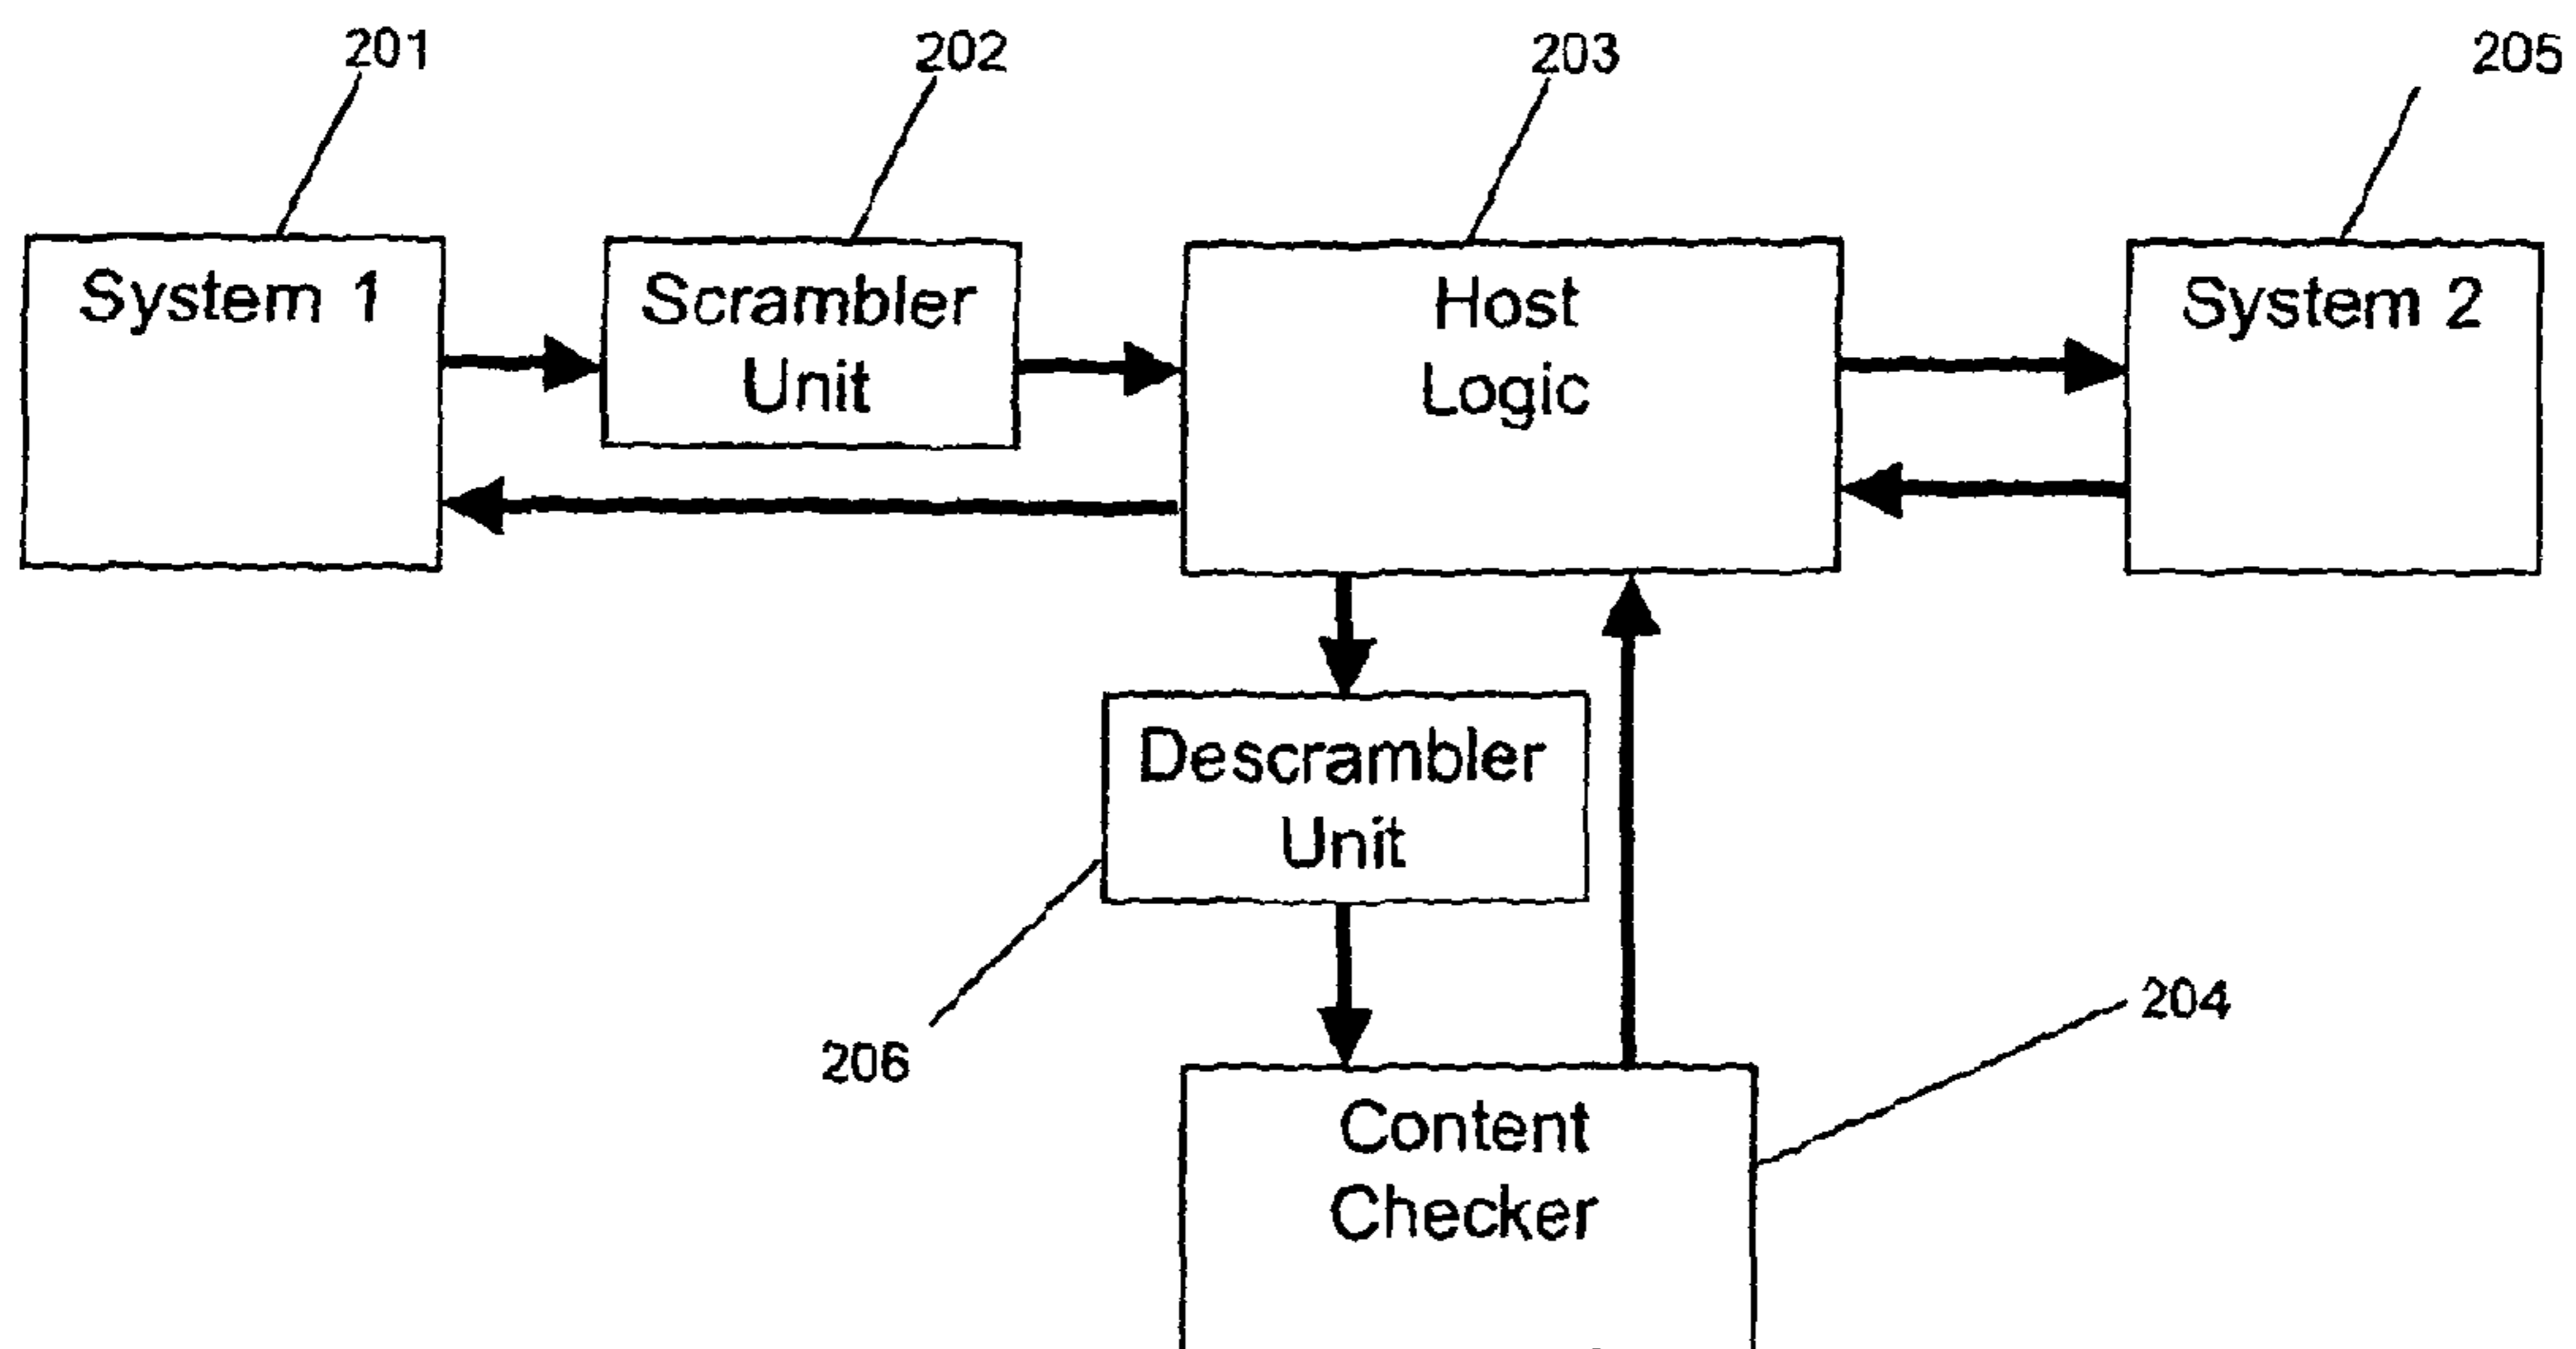 201
202
203
205
System 1
Scrambler
Unit
Host
Logic
System 2
Descrambler
Unit
206
204
Content
Checker